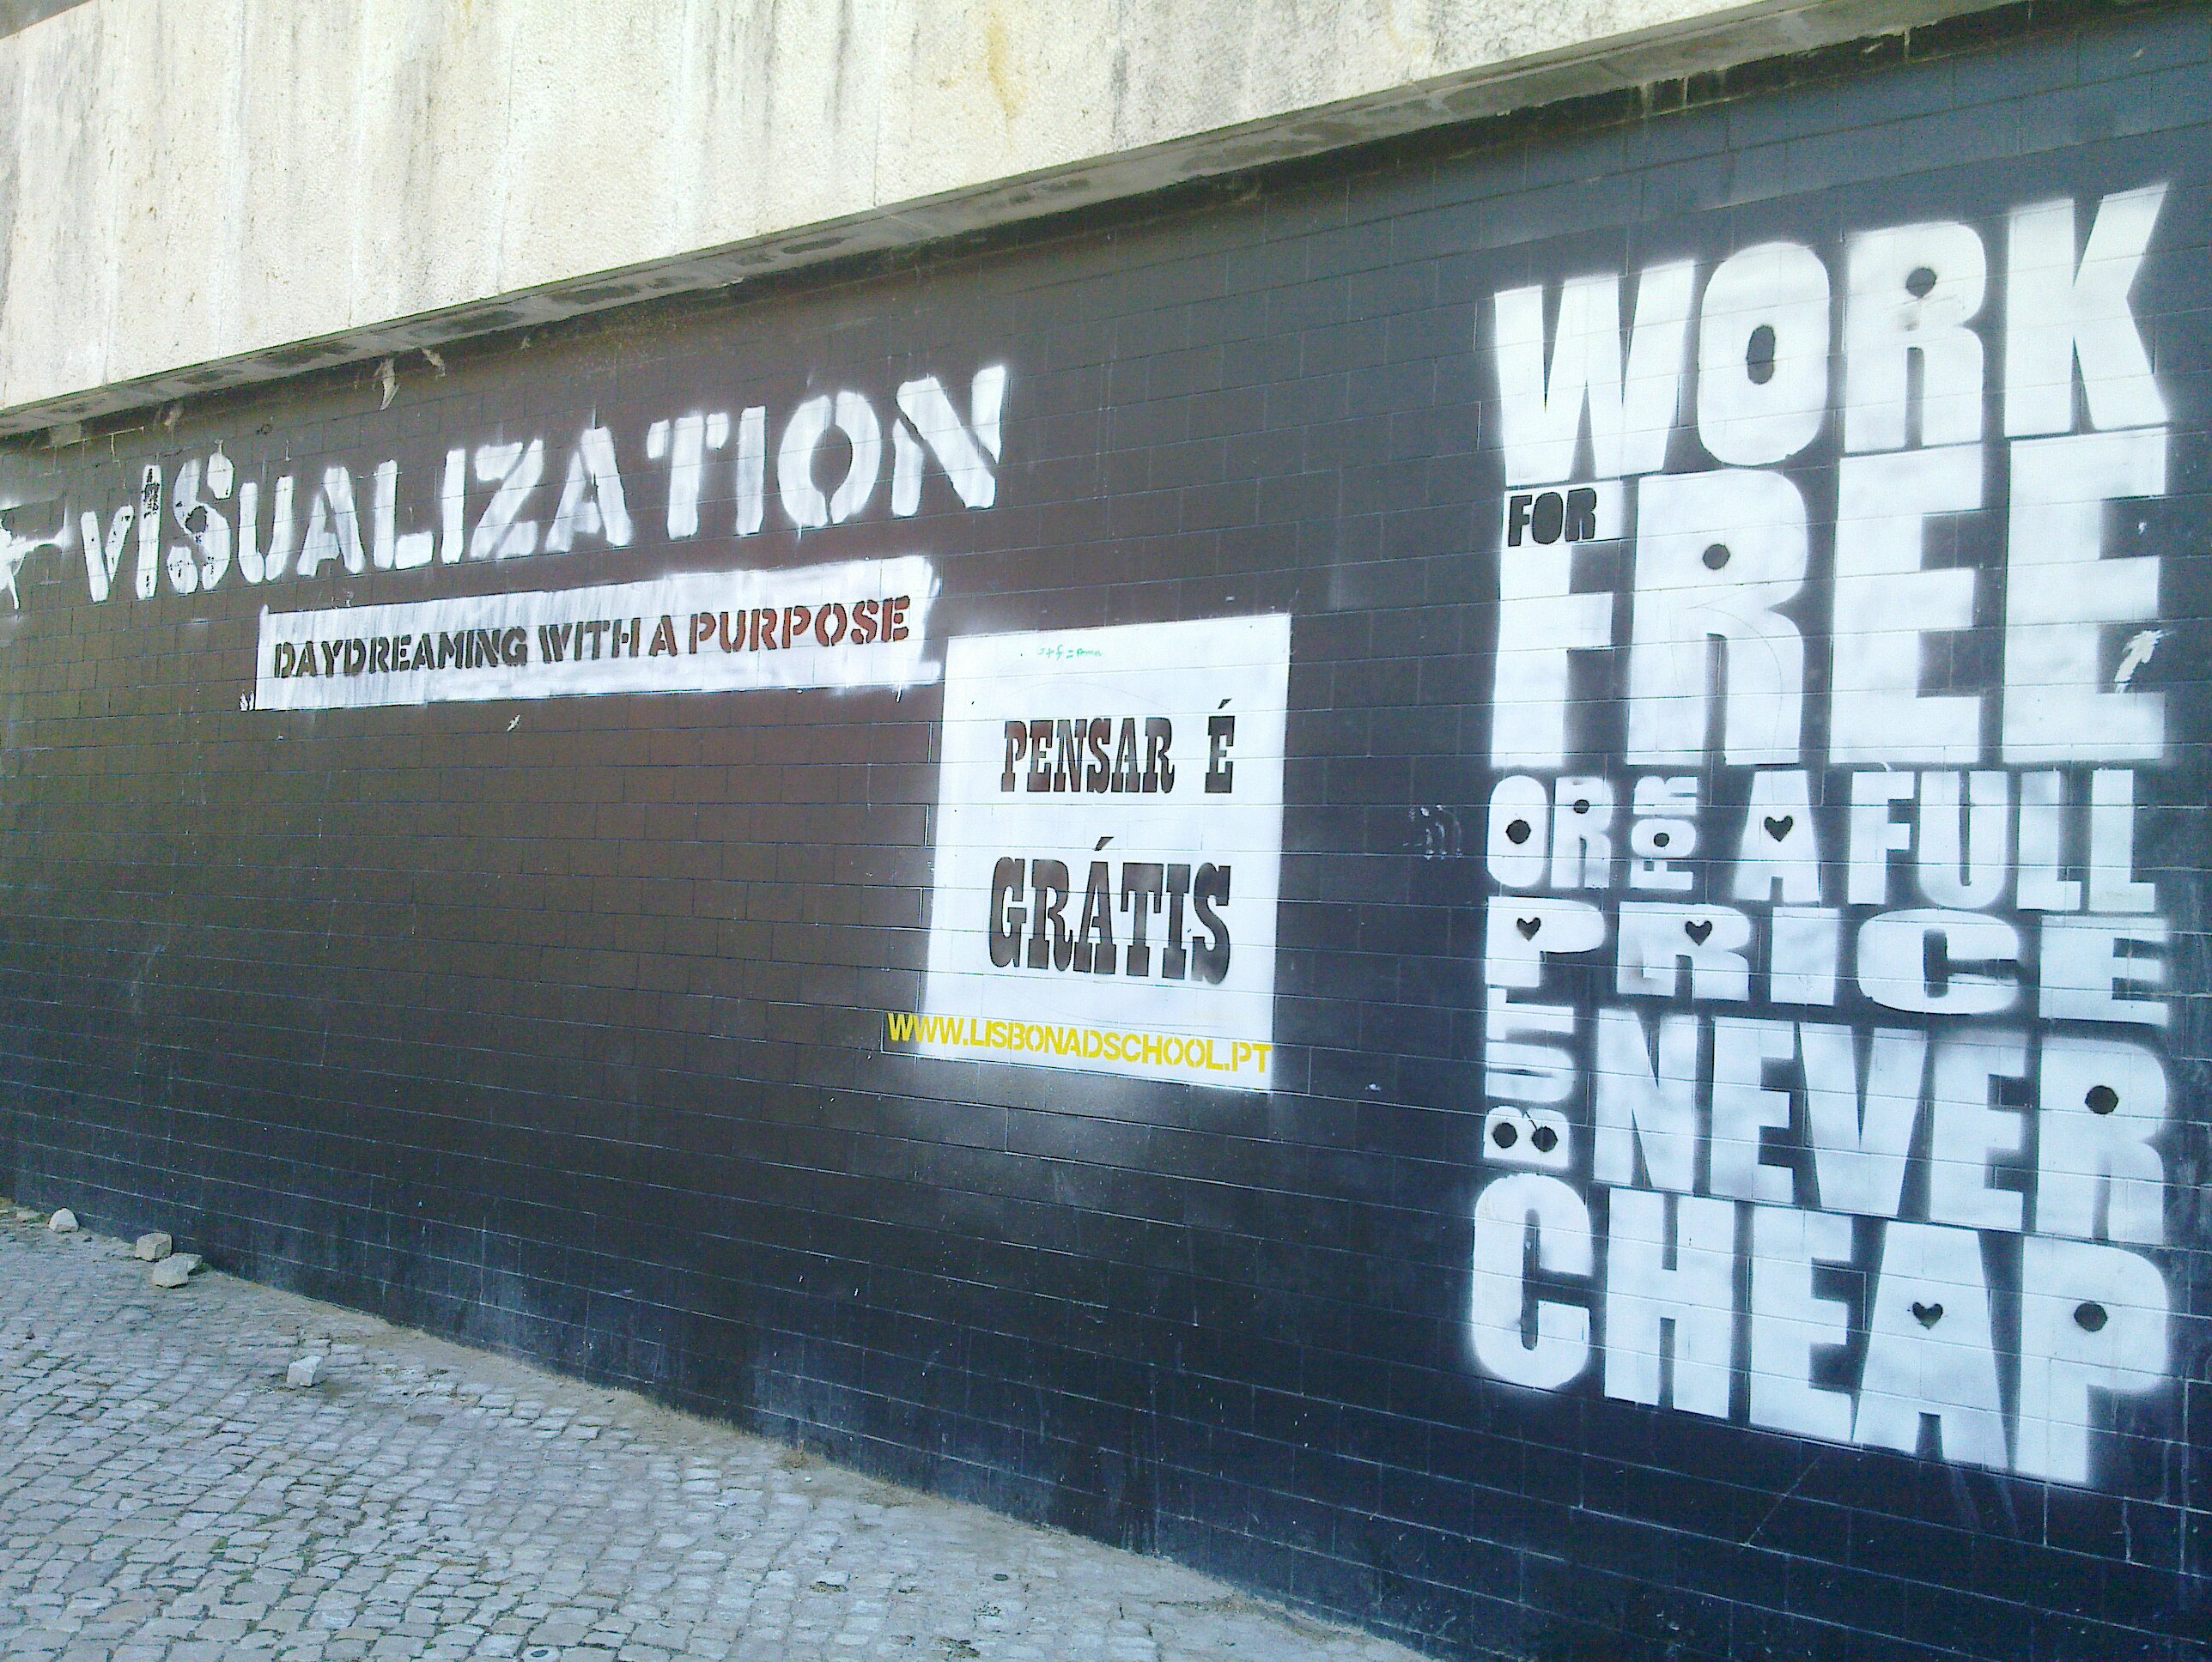 vISuALIZATION
DAYDREAMING WITH A PURPOSE
PENSAR É
GRÁTIS
WWW.LISBONADSCHOOL.PT
WORK
FOR
FREE
OR FOR A FULL
PRICE
BUT NEVER
CHEAP